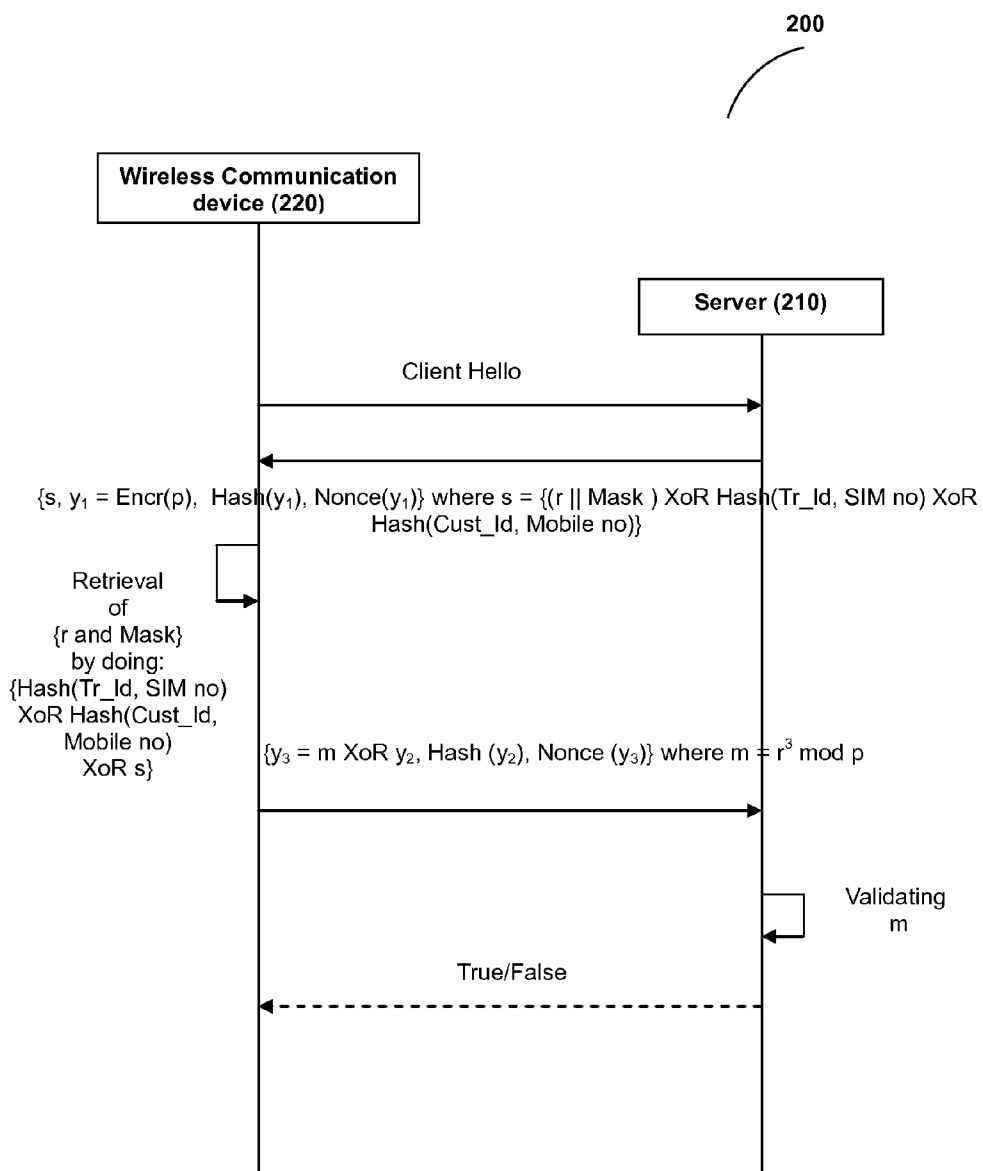 200
Wireless Communication
device (220)
Server (210)
Client Hello
{s, y₁ = Encr(p), Hash(y₁), Nonce(y₁)} where s = {(r || Mask ) XoR Hash(Tr_Id, SIM no) XoR
Hash(Cust_Id, Mobile no)}
Retrieval
of
{r and Mask}
by doing:
{Hash(Tr_Id, SIM no)
XoR Hash(Cust_Id,
Mobile no)
XoR s}
{y₃ = m XoR y₂, Hash (y₂), Nonce (y₃)} where m = r³ mod p
Validating
m
True/False